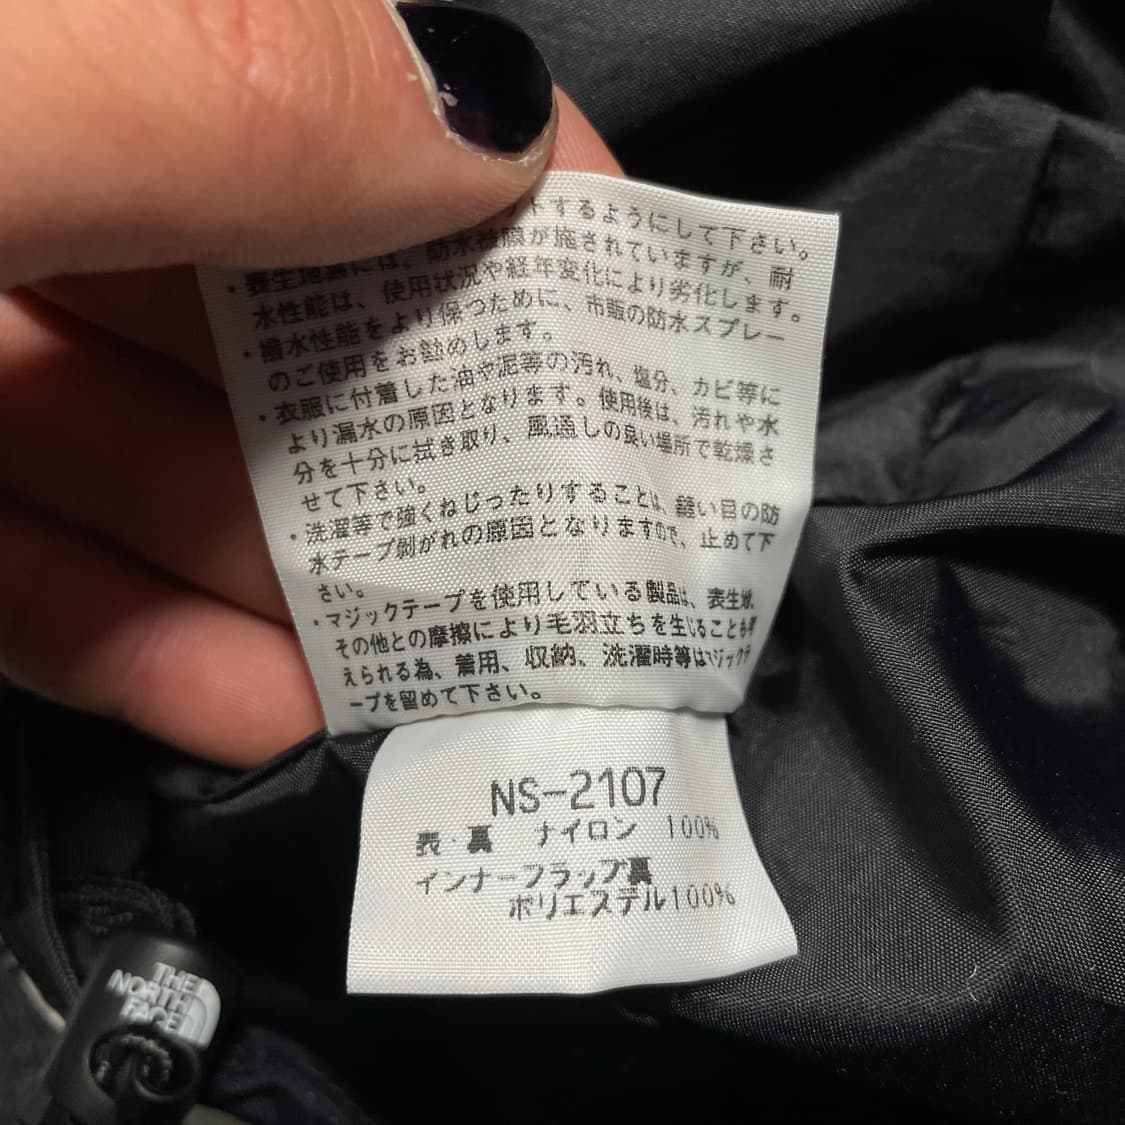 ットするようにして下さい。
・表生地裏には、防水被膜が施されていますが、耐
水性能は、使用状況や経年変化により劣化します。
・撥水性能をより保つために、市販の防水スプレー
のご使用をお勧めします。
・衣服に付着した油や泥等の汚れ、塩分、カビ等に
より漏水の原因となります。使用後は、汚れや水
分を十分に拭き取り、風通しの良い場所で乾燥さ
せて下さい。
・洗濯等で強くねじったりすることは、縫い目の防
水テープ剝がれの原因となりますので、止めて下
さい。
・マジックテープを使用している製品は、表生地、
その他との摩擦により毛羽立ちを生じることも考
えられる為、着用、収納、洗濯時等はマジックテ
ープを留めて下さい。
NS-2107
表・裏 ナイロン 100%
インナーフラップ裏
ポリエステル100%
THE
NORTH
FACE